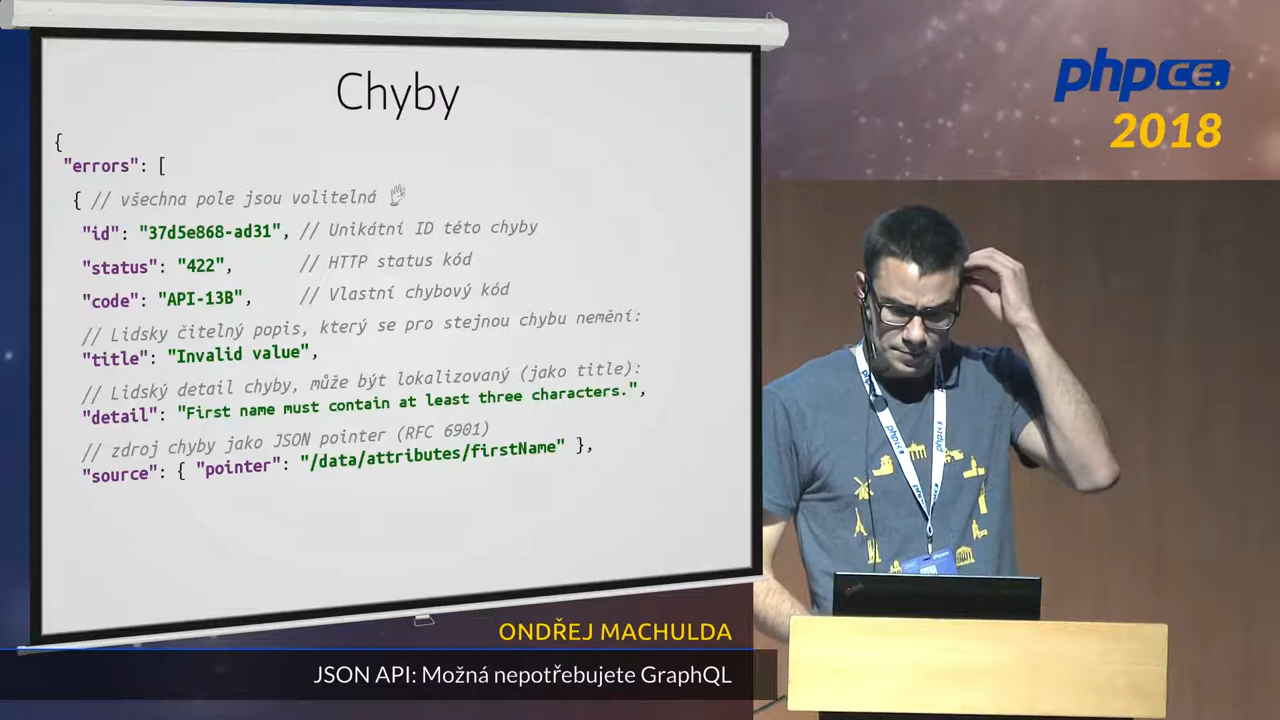 Chyby
{
"errors": [
{ // všechna pole jsou volitelná
"id": "37d5e868-ad31", // Unikátní ID této chyby
"status": "422", // HTTP status kód
"code": "API-13B", // Vlastní chybový kód
// Lidsky čitelný popis, který se pro stejnou chybu nemění:
"title": "Invalid value",
// Lidský detail chyby, může být lokalizovaný (jako title):
"detail": "First name must contain at least three characters.",
// zdroj chyby jako JSON pointer (RFC 6901)
"source": { "pointer": "/data/attributes/firstName" },
phpce
2018
phpce
phpce
ONDŘEJ MACHULDA
JSON API: Možná nepotřebujete GraphQL